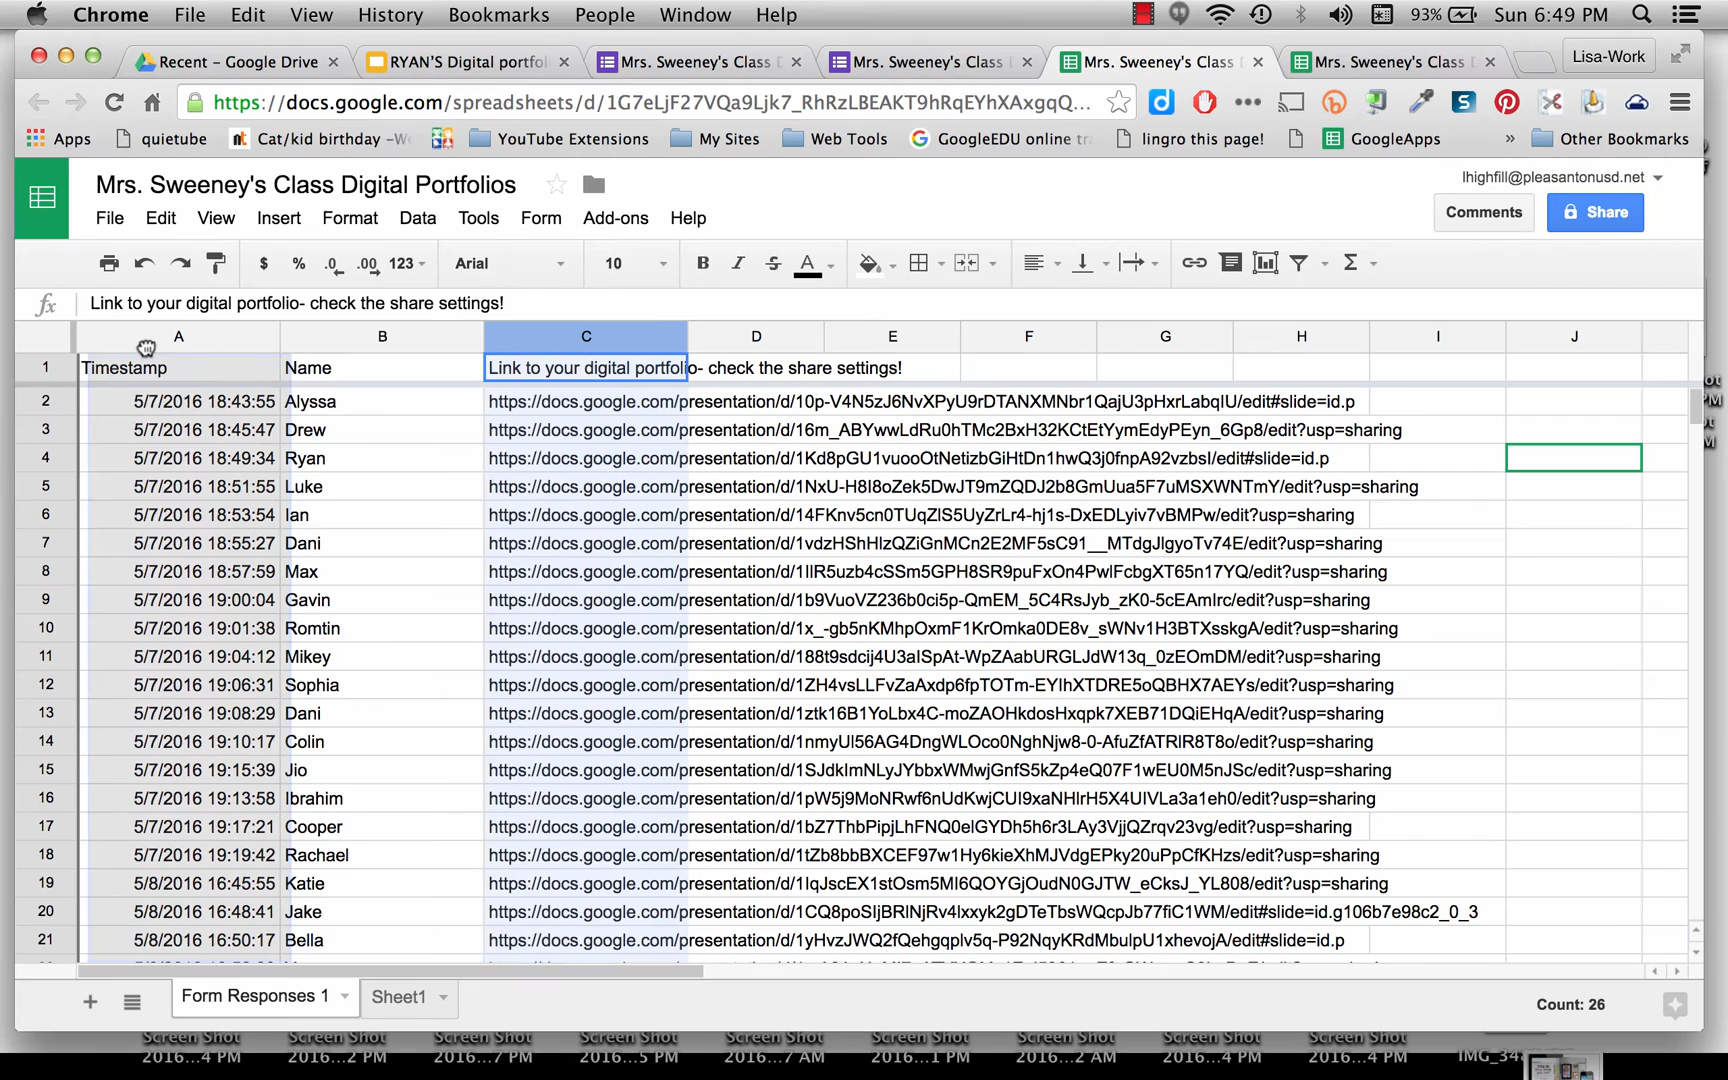 Chrome File Edit View History Bookmarks People Window Help 93% Sun 6:49 PM
Recent – Google Drive RYAN'S Digital portfol Mrs. Sweeney's Class Mrs. Sweeney's Class Mrs. Sweeney's Class Mrs. Sweeney's Class Lisa-Work
https://docs.google.com/spreadsheets/d/1G7eLjF27VQa9Ljk7_RhRzLBEAKT9hRqEYhXAxgqQ...
Apps quietube Cat/kid birthday YouTube Extensions My Sites Web Tools GoogleEDU online lingro this page! GoogleApps » Other Bookmarks
Mrs. Sweeney's Class Digital Portfolios
lhighfill@pleasantonusd.net
File Edit View Insert Format Data Tools Form Add-ons Help
Comments Share
$ % .0 .00 123 Arial 10 B I S A Σ
fx Link to your digital portfolio- check the share settings!
A B C D E F G H I J
1 Timestamp Name Link to your digital portfolio- check the share settings!
2 5/7/2016 18:43:55 Alyssa https://docs.google.com/presentation/d/10p-V4N5zJ6NvXPyU9rDTANXMNbr1QajU3pHxrLabqIU/edit#slide=id.p
3 5/7/2016 18:45:47 Drew https://docs.google.com/presentation/d/16m_ABYwwLdRu0hTMc2BxH32KCtEtYymEdyPEyn_6Gp8/edit?usp=sharing
4 5/7/2016 18:49:34 Ryan https://docs.google.com/presentation/d/1Kd8pGU1vuooOtNetizbGiHtDn1hwQ3j0fnpA92vzbsI/edit#slide=id.p
5 5/7/2016 18:51:55 Luke https://docs.google.com/presentation/d/1NxU-H8I8oZek5DwJT9mZQDJ2b8GmUua5F7uMSXWNTmY/edit?usp=sharing
6 5/7/2016 18:53:54 Ian https://docs.google.com/presentation/d/14FKnv5cn0TUqZlS5UyZrLr4-hj1s-DxEDLyiv7vBMPw/edit?usp=sharing
7 5/7/2016 18:55:27 Dani https://docs.google.com/presentation/d/1vdzHShHlzQZiGnMCn2E2MF5sC91__MTdgJlgyoTv74E/edit?usp=sharing
8 5/7/2016 18:57:59 Max https://docs.google.com/presentation/d/1llR5uzb4cSSm5GPH8SR9puFxOn4PwlFcbgXT65n17YQ/edit?usp=sharing
9 5/7/2016 19:00:04 Gavin https://docs.google.com/presentation/d/1b9VuoVZ236b0ci5p-QmEM_5C4RsJyb_zK0-5cEAmIrc/edit?usp=sharing
10 5/7/2016 19:01:38 Romtin https://docs.google.com/presentation/d/1x_-gb5nKMhpOxmF1KrOmka0DE8v_sWNv1H3BTXsskgA/edit?usp=sharing
11 5/7/2016 19:04:12 Mikey https://docs.google.com/presentation/d/188t9sdcij4U3aISpAt-WpZAabURGLJdW13q_0zEOmDM/edit?usp=sharing
12 5/7/2016 19:06:31 Sophia https://docs.google.com/presentation/d/1ZH4vsLLFvZaAxdp6fpTOTm-EYlhXTDRE5oQBHX7AEYs/edit?usp=sharing
13 5/7/2016 19:08:29 Dani https://docs.google.com/presentation/d/1ztk16B1YoLbx4C-moZAOHkdosHxqpk7XEB71DQiEHqA/edit?usp=sharing
14 5/7/2016 19:10:17 Colin https://docs.google.com/presentation/d/1nmyUl56AG4DngWLOco0NghNjw8-0-AfuZfATRlR8T8o/edit?usp=sharing
15 5/7/2016 19:15:39 Jio https://docs.google.com/presentation/d/1SJdkImNLyJYbbxWMwjGnfS5kZp4eQ07F1wEU0M5nJSc/edit?usp=sharing
16 5/7/2016 19:13:58 Ibrahim https://docs.google.com/presentation/d/1pW5j9MoNRwf6nUdKwjCUI9xaNHlrH5X4UIVLa3a1eh0/edit?usp=sharing
17 5/7/2016 19:17:21 Cooper https://docs.google.com/presentation/d/1bZ7ThbPipjLhFNQ0elGYDh5h6r3LAy3VjjQZrqv23vg/edit?usp=sharing
18 5/7/2016 19:19:42 Rachael https://docs.google.com/presentation/d/1tZb8bbBXCEF97w1Hy6kieXhMJVdgEPky20uPpCfKHzs/edit?usp=sharing
19 5/8/2016 16:45:55 Katie https://docs.google.com/presentation/d/1IqJscEX1stOsm5MI6QOYGjOudN0GJTW_eCksJ_YL808/edit?usp=sharing
20 5/8/2016 16:48:41 Jake https://docs.google.com/presentation/d/1CQ8poSIjBRlNjRv4lxxyk2gDTeTbsWQcpJb77fiC1WM/edit#slide=id.g106b7e98c2_0_3
21 5/8/2016 16:50:17 Bella https://docs.google.com/presentation/d/1yHvzJWQ2fQehgqplv5q-P92NqyKRdMbulpU1xhevojA/edit#slide=id.p
Form Responses 1 Sheet1 Count: 26
Screen Shot Screen Shot Screen Shot Screen Shot Screen Shot Screen Shot Screen Shot Screen Shot Screen Shot
2016...4 PM 2016...2 PM 2016...7 PM 2016...5 PM 2016...7 AM 2016...1 PM 2016...2 AM 2016...4 PM 2016...4 PM